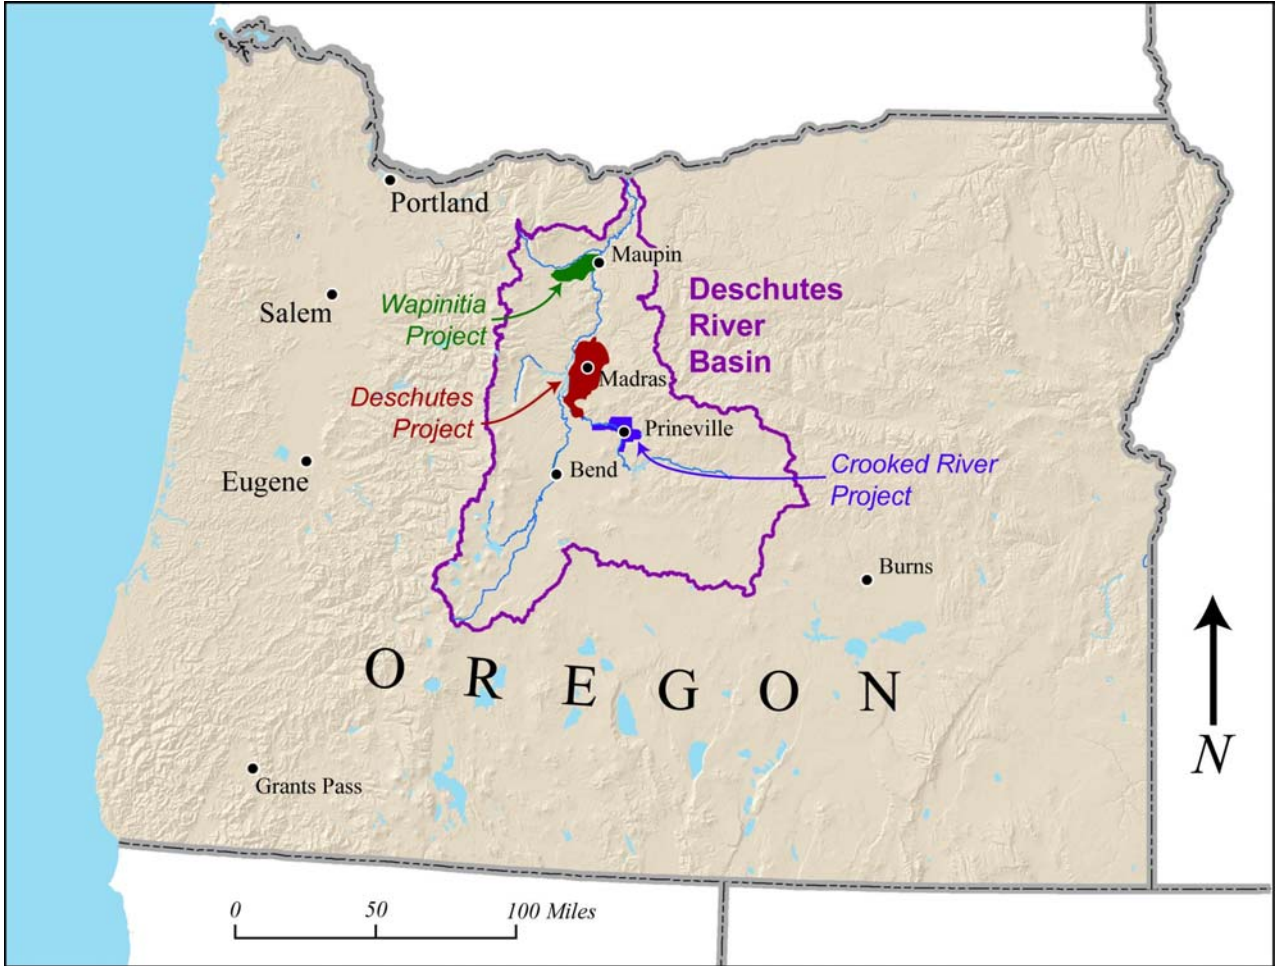 Portland
Maupin
Wapinitia
Project
Salem
Deschutes
River
Basin
Madras
Deschutes
Project
Prineville
Crooked River
Project
Bend
Eugene
Burns
OREGON
Grants Pass
N
0 50 100 Miles